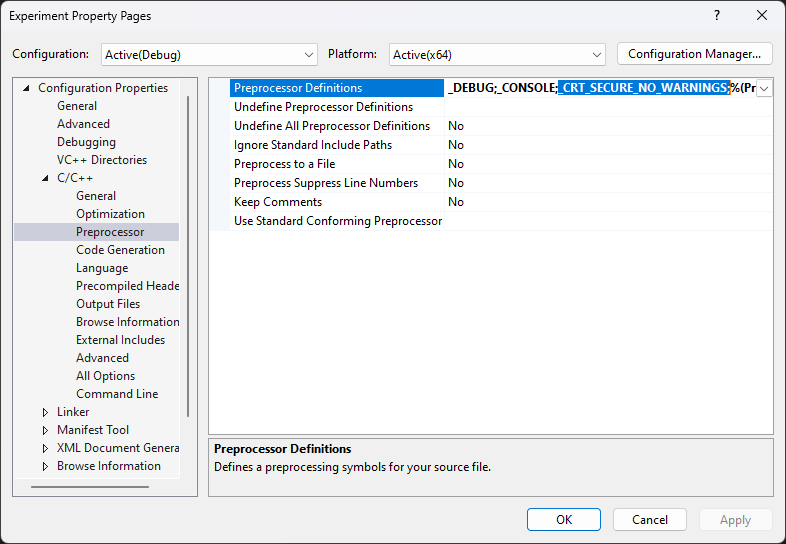 Experiment Property Pages ?
Configuration: Active(Debug) Platform: Active(x64) Configuration Manager...
Configuration Properties
General
Advanced
Debugging
VC++ Directories
C/C++
General
Optimization
Preprocessor
Code Generation
Language
Precompiled Heade
Output Files
Browse Information
External Includes
Advanced
All Options
Command Line
Linker
Manifest Tool
XML Document Genera
Browse Information
Preprocessor Definitions _DEBUG;_CONSOLE;_CRT_SECURE_NO_WARNINGS;%(Pr
Undefine Preprocessor Definitions
Undefine All Preprocessor Definitions No
Ignore Standard Include Paths No
Preprocess to a File No
Preprocess Suppress Line Numbers No
Keep Comments No
Use Standard Conforming Preprocessor
Preprocessor Definitions
Defines a preprocessing symbols for your source file.
OK Cancel Apply